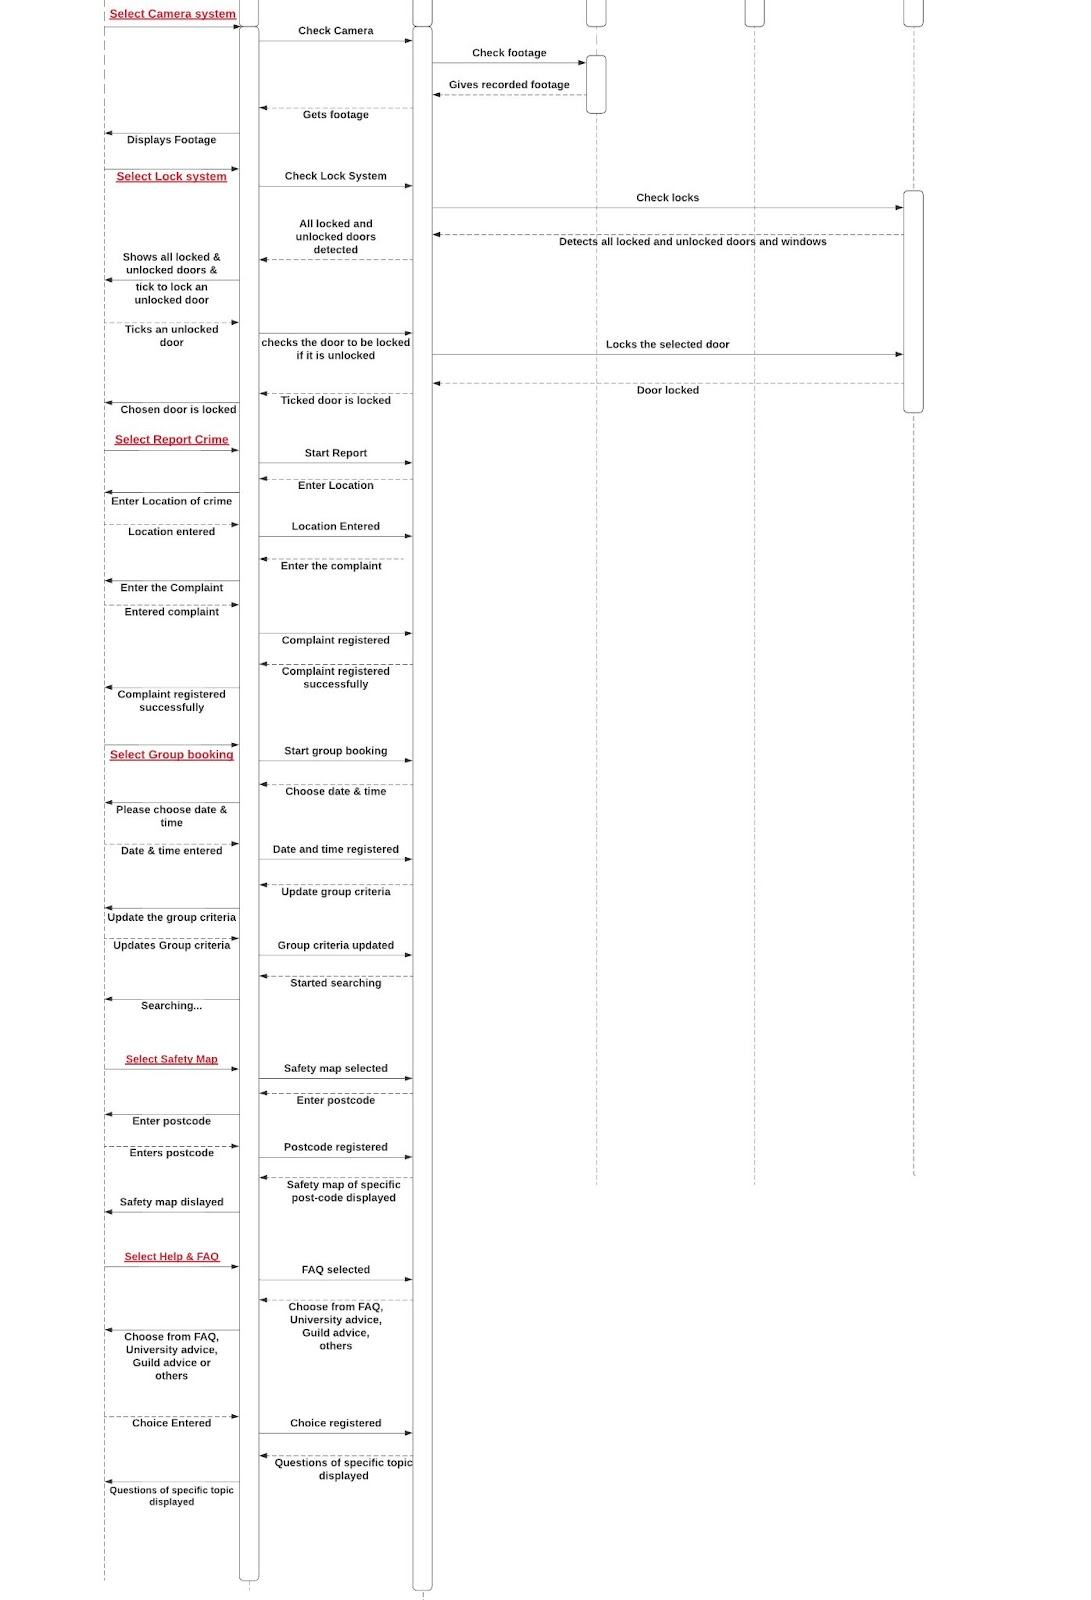 Select Camera system
Check Camera
Check footage
Gives recorded footage
Gets footage
Displays Footage
Select Lock system
Check Lock System
Check locks
All locked and
unlocked doors
detected
Detects all locked and unlocked doors and windows
Shows all locked &
unlocked doors &
tick to lock an
unlocked door
Ticks an unlocked
door
checks the door to be locked
if it is unlocked
Locks the selected door
Door locked
Ticked door is locked
Chosen door is locked
Select Report Crime
Start Report
Enter Location
Enter Location of crime
Location entered
Location Entered
Enter the complaint
Enter the Complaint
Entered complaint
Complaint registered
Complaint registered
successfully
Complaint registered
successfully
Select Group booking
Start group booking
Choose date & time
Please choose date &
time
Date & time entered
Date and time registered
Update group criteria
Update the group criteria
Updates Group criteria
Group criteria updated
Started searching
Searching...
Select Safety Map
Safety map selected
Enter postcode
Enter postcode
Enters postcode
Postcode registered
Safety map of specific
post-code displayed
Safety map dislayed
Select Help & FAQ
FAQ selected
Choose from FAQ,
University advice,
Guild advice,
others
Choose from FAQ,
University advice,
Guild advice or
others
Choice Entered
Choice registered
Questions of specific topic
displayed
Questions of specific topic
displayed